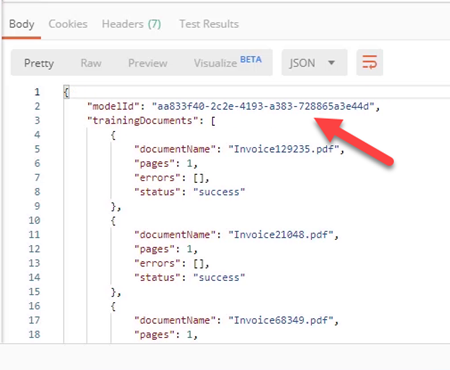 Body Cookies Headers (7) Test Results
Pretty Raw Preview Visualize BETA JSON
1 {
2 "modelId": "aa833f40-2c2e-4193-a383-728865a3e44d",
3 "trainingDocuments": [
4 {
5 "documentName": "Invoice129235.pdf",
6 "pages": 1,
7 "errors": [],
8 "status": "success"
9 },
10 {
11 "documentName": "Invoice21048.pdf",
12 "pages": 1,
13 "errors": [],
14 "status": "success"
15 },
16 {
17 "documentName": "Invoice68349.pdf",
18 "pages": 1,